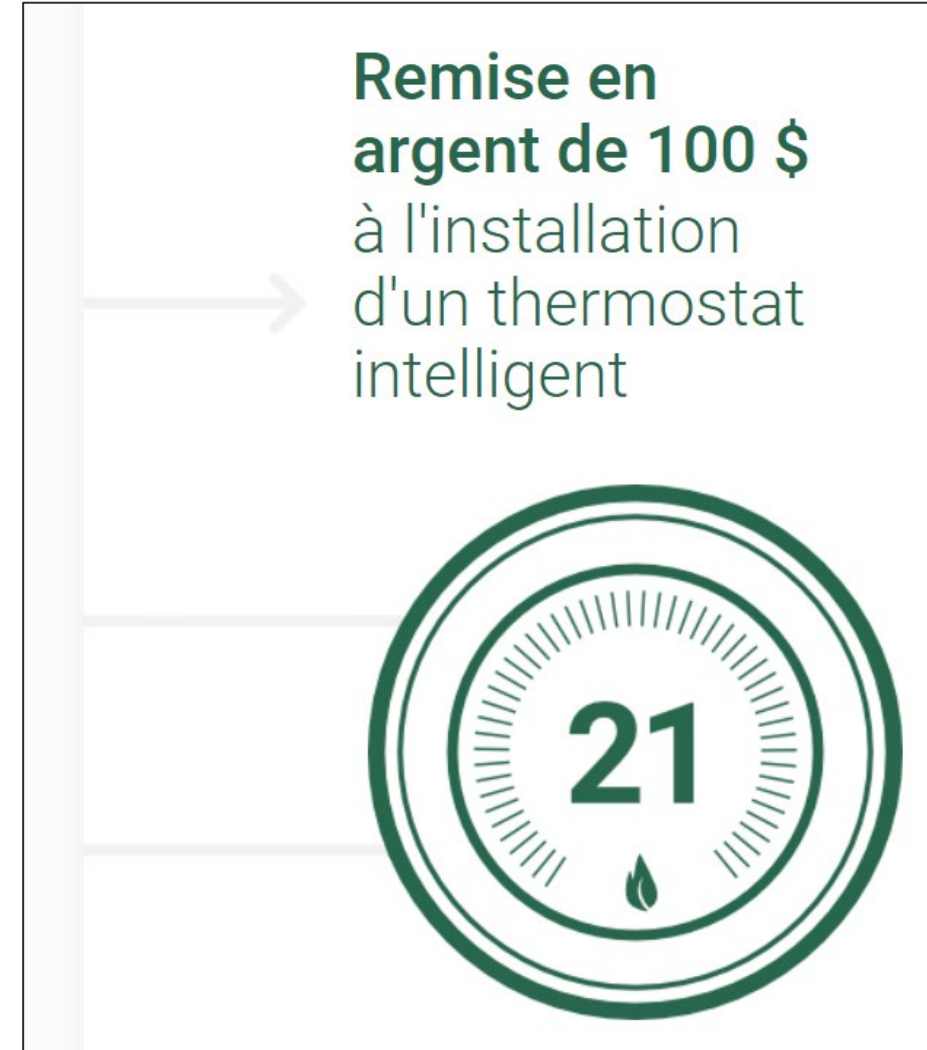 Remise en
argent de 100 $
à l'installation
d'un thermostat
intelligent
21